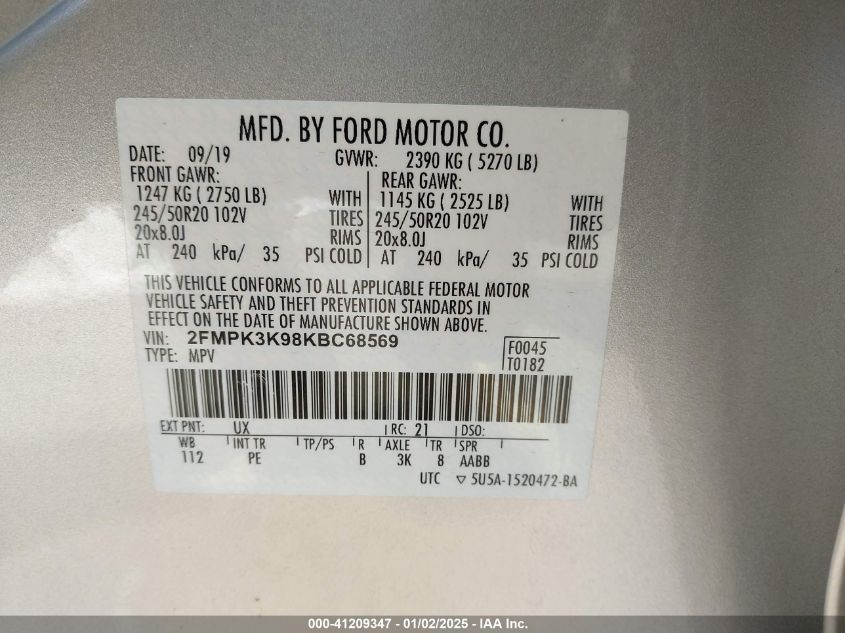 MFD. BY FORD MOTOR CO.
DATE: 09/19 GVWR: 2390 KG ( 5270 LB)
FRONT GAWR: REAR GAWR:
1247 KG ( 2750 LB) WITH 1145 KG ( 2525 LB) WITH
245/50R20 102V TIRES 245/50R20 102V TIRES
20x8.0J RIMS 20x8.0J RIMS
AT 240 kPa/ 35 PSI COLD AT 240 kPa/ 35 PSI COLD
THIS VEHICLE CONFORMS TO ALL APPLICABLE FEDERAL MOTOR
VEHICLE SAFETY AND THEFT PREVENTION STANDARDS IN
EFFECT ON THE DATE OF MANUFACTURE SHOWN ABOVE.
VIN: 2FMPK3K98KBC68569 F0045
TYPE: MPV T0182
EXT PNT: UX RC: 21 DSO:
WB INT TR TP/PS R AXLE TR SPR
112 PE B 3K 8 AABB
UTC ▽ 5U5A-1520472-BA
000-41209347 - 01/02/2025 - IAA Inc.